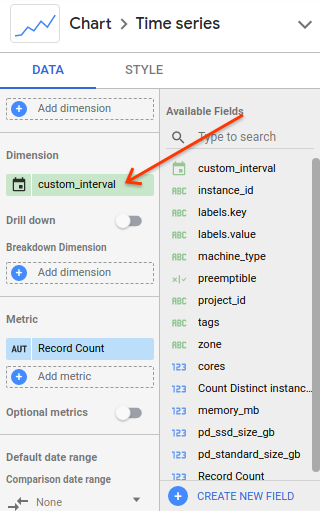 Chart > Time series
DATA
STYLE
Add dimension
Dimension
custom_interval
Drill down
Breakdown Dimension
Add dimension
Metric
AUT Record Count
Add metric
Optional metrics
Default date range
Comparison date range
None
Available Fields
Type to search
custom_interval
ABC instance_id
ABC labels.key
ABC labels.value
ABC machine_type
preemptible
ABC project_id
ABC tags
ABC zone
123 cores
123 Count Distinct instanc...
123 memory_mb
123 pd_ssd_size_gb
123 pd_standard_size_gb
123 Record Count
CREATE NEW FIELD